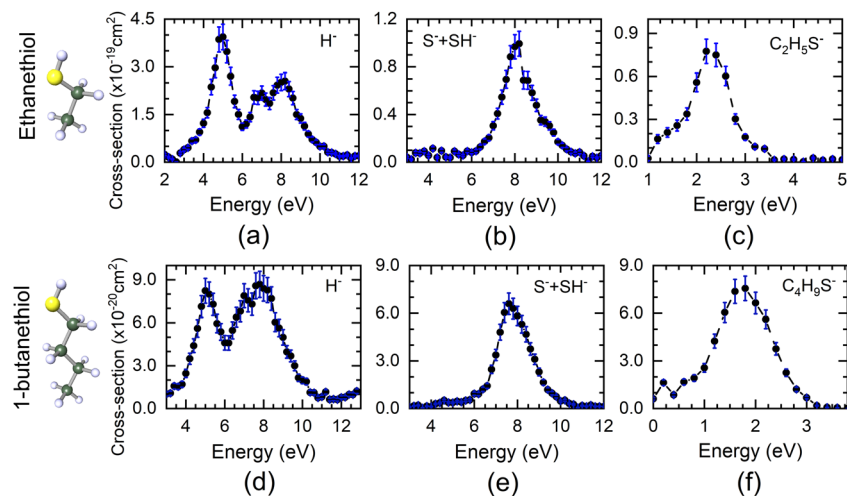 Ethanethiol
Cross-section (x10⁻¹⁹cm²)
4.5
3.0
1.5
0.0
H⁻
2 4 6 8 10 12
Energy (eV)
(a)
1.2
0.8
0.4
0.0
S⁻+SH⁻
4 6 8 10 12
Energy (eV)
(b)
0.9
0.6
0.3
0.0
C₂H₅S⁻
1 2 3 4 5
Energy (eV)
(c)
1-butanethiol
Cross-section (x10⁻²⁰cm²)
9.0
6.0
3.0
0.0
H⁻
4 6 8 10 12
Energy (eV)
(d)
9.0
6.0
3.0
0.0
S⁻+SH⁻
4 6 8 10 12
Energy (eV)
(e)
9.0
6.0
3.0
0.0
C₄H₉S⁻
0 1 2 3
Energy (eV)
(f)